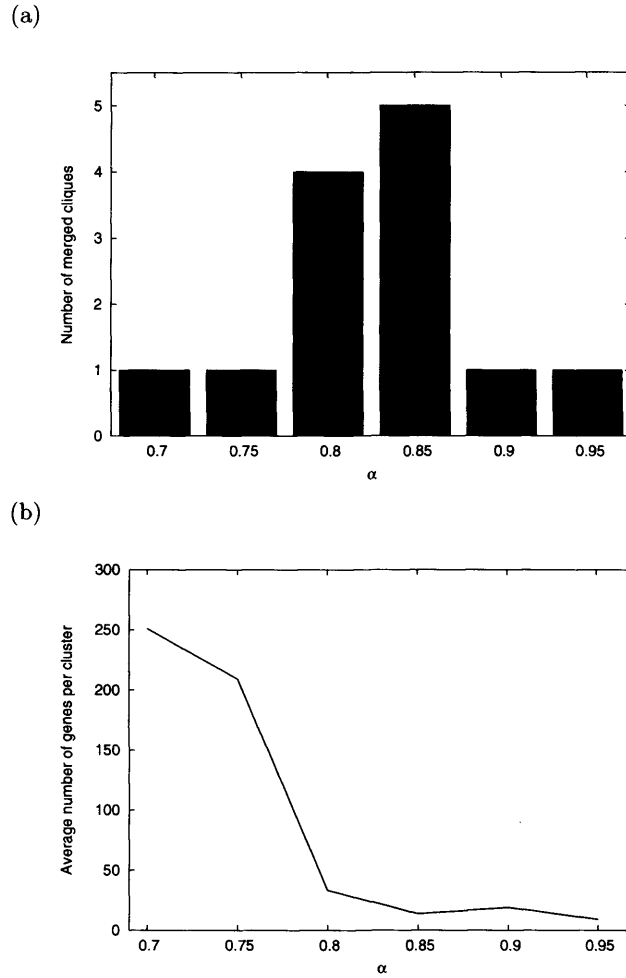 (a)
5
4
3
2
1
0
Number of merged cliques
0.7 0.75 0.8 0.85 0.9 0.95
α
(b)
300
250
200
150
100
50
0
Average number of genes per cluster
0.7 0.75 0.8 0.85 0.9 0.95
α